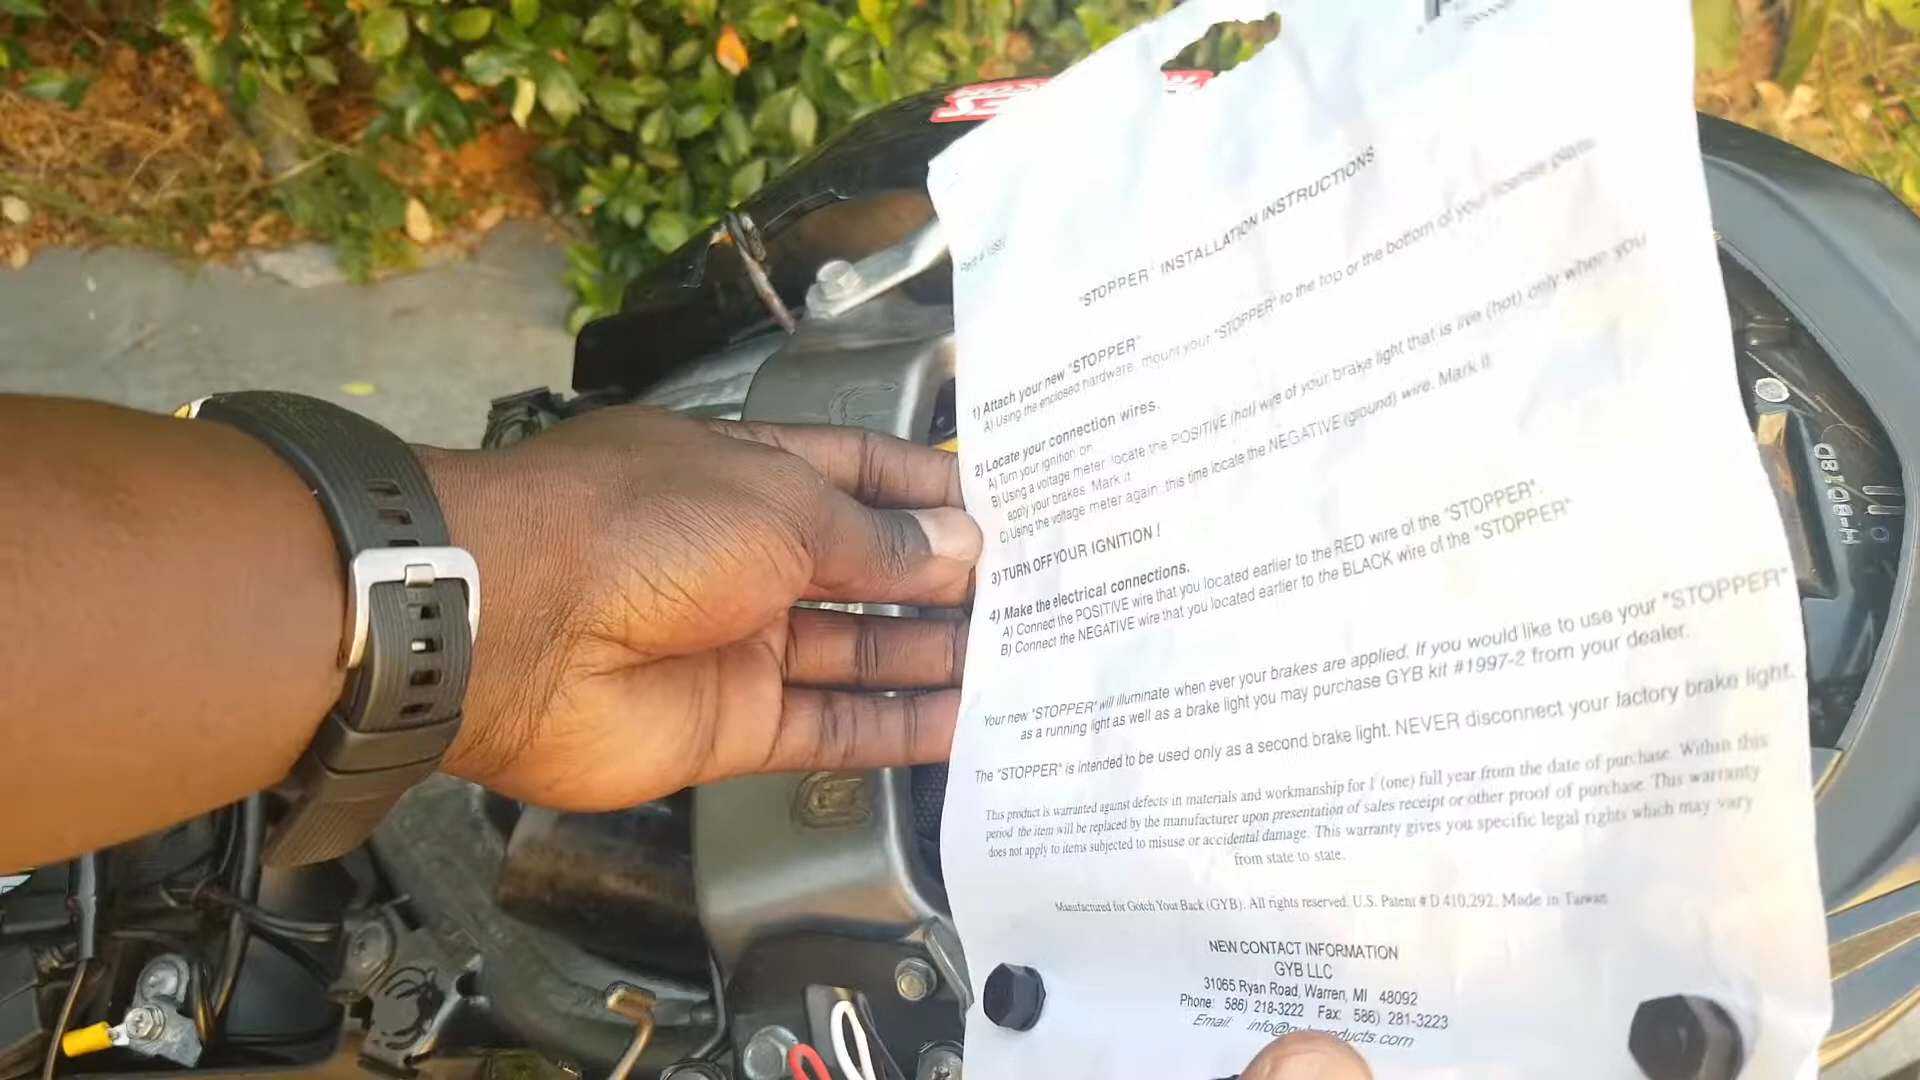 "STOPPER" INSTALLATION INSTRUCTIONS
1) Attach your new "STOPPER"
A) Using the enclosed hardware, mount your "STOPPER" to the top or the bottom of your license plate.
2) Locate your connection wires.
A) Turn your ignition on.
B) Using a voltage meter, locate the POSITIVE (hot) wire of your brake light that is live (hot) only when you
apply your brakes. Mark it.
C) Using the voltage meter again, this time locate the NEGATIVE (ground) wire. Mark it.
3) TURN OFF YOUR IGNITION !
4) Make the electrical connections.
A) Connect the POSITIVE wire that you located earlier to the RED wire of the "STOPPER".
B) Connect the NEGATIVE wire that you located earlier to the BLACK wire of the "STOPPER"
Your new "STOPPER" will illuminate when ever your brakes are applied. If you would like to use your "STOPPER"
as a running light as well as a brake light you may purchase GYB kit #1997-2 from your dealer.
The "STOPPER" is intended to be used only as a second brake light. NEVER disconnect your factory brake light.
This product is warranted against defects in materials and workmanship for 1 (one) full year from the date of purchase. Within this
period the item will be replaced by the manufacturer upon presentation of sales receipt or other proof of purchase. This warranty
does not apply to items subjected to misuse or accidental damage. This warranty gives you specific legal rights which may vary
from state to state.
Manufactured for Gotch Your Back (GYB). All rights reserved. U.S. Patent # D 410,292. Made in Taiwan
NEW CONTACT INFORMATION
GYB LLC
31065 Ryan Road, Warren, MI 48092
Phone: 586) 218-3222 Fax: 586) 281-3223
Email:
H-8D18D